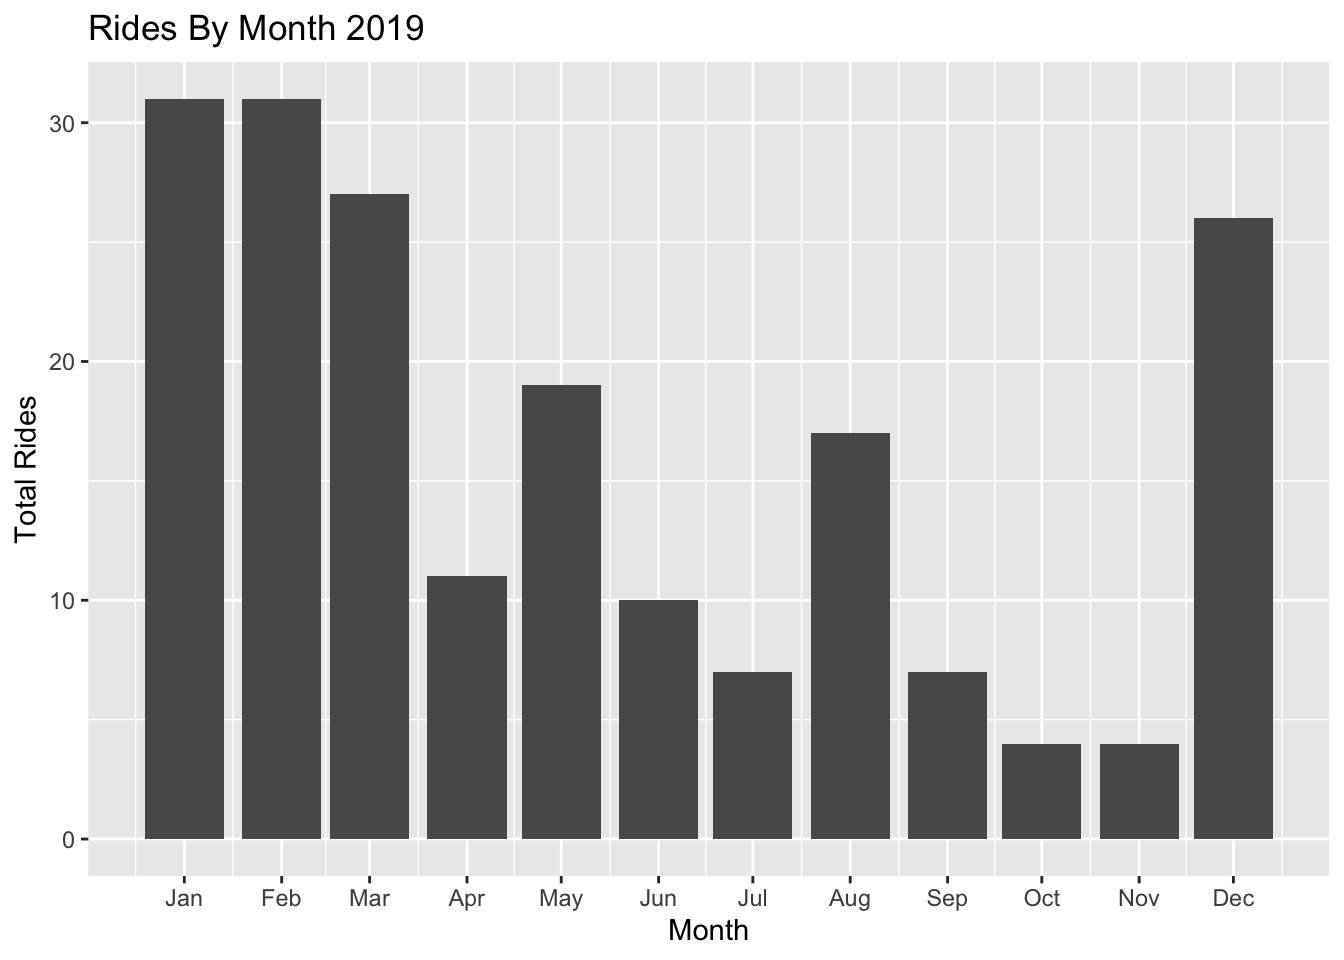 Rides By Month 2019
30
20
10
0
Total Rides
Jan Feb Mar Apr May Jun Jul Aug Sep Oct Nov Dec
Month